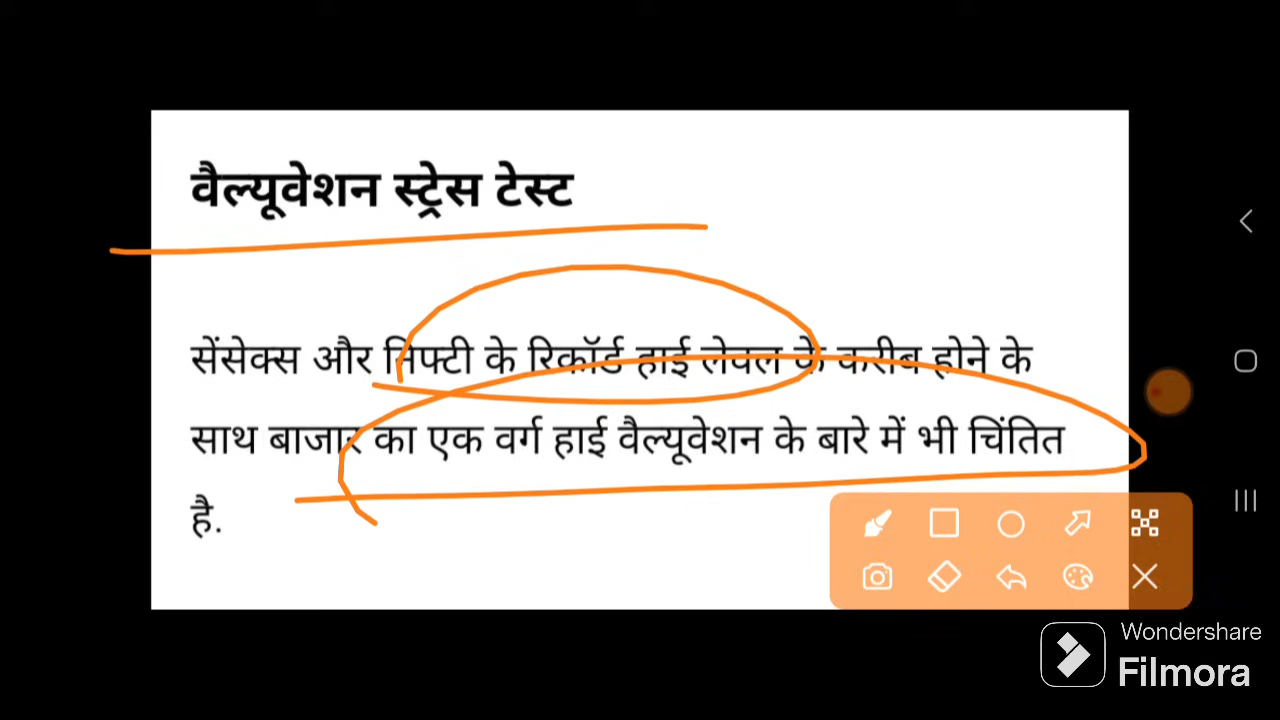 वैल्यूवेशन स्ट्रेस टेस्ट
सेंसेक्स और निफ्टी के रिकॉर्ड हाई लेवल के करीब होने के
साथ बाजार का एक वर्ग हाई वैल्यूवेशन के बारे में भी चिंतित
है.
Wondershare
Filmora